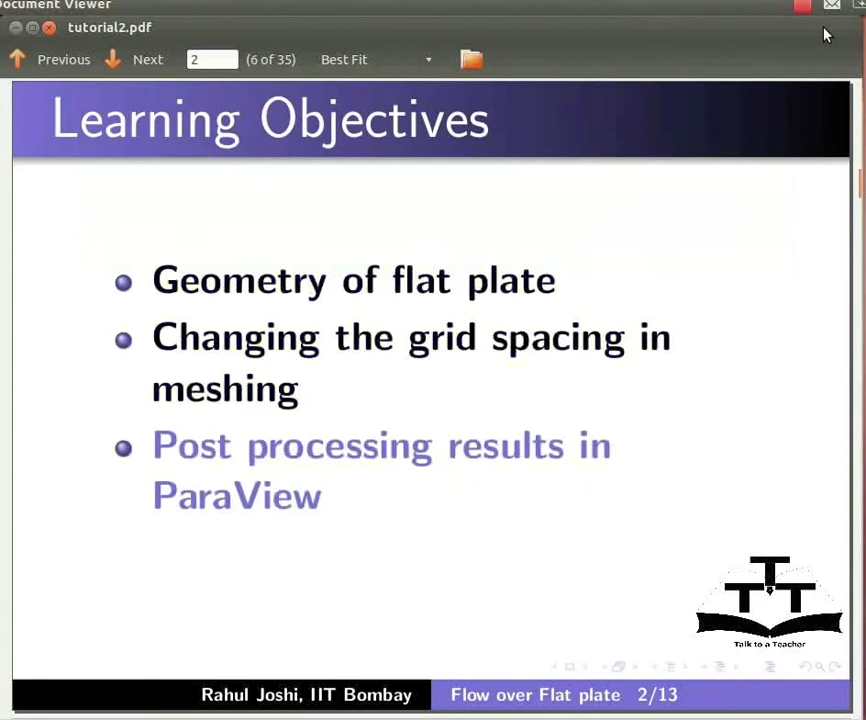 Document Viewer
tutorial2.pdf
Previous Next 2 (6 of 35) Best Fit
Learning Objectives
Geometry of flat plate
Changing the grid spacing in
meshing
Post processing results in
ParaView
T
T T
Talk to a Teacher
Rahul Joshi, IIT Bombay Flow over Flat plate 2/13